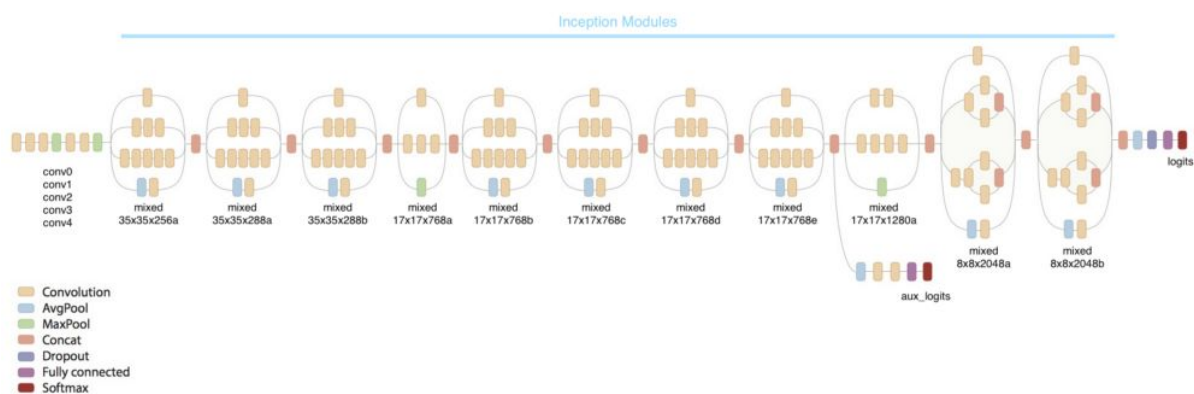 Inception Modules
conv0
conv1
conv2
conv3
conv4
mixed
35x35x256a
mixed
35x35x288a
mixed
35x35x288b
mixed
17x17x768a
mixed
17x17x768b
mixed
17x17x768c
mixed
17x17x768d
mixed
17x17x768e
mixed
17x17x1280a
mixed
8x8x2048a
mixed
8x8x2048b
logits
aux_logits
Convolution
AvgPool
MaxPool
Concat
Dropout
Fully connected
Softmax